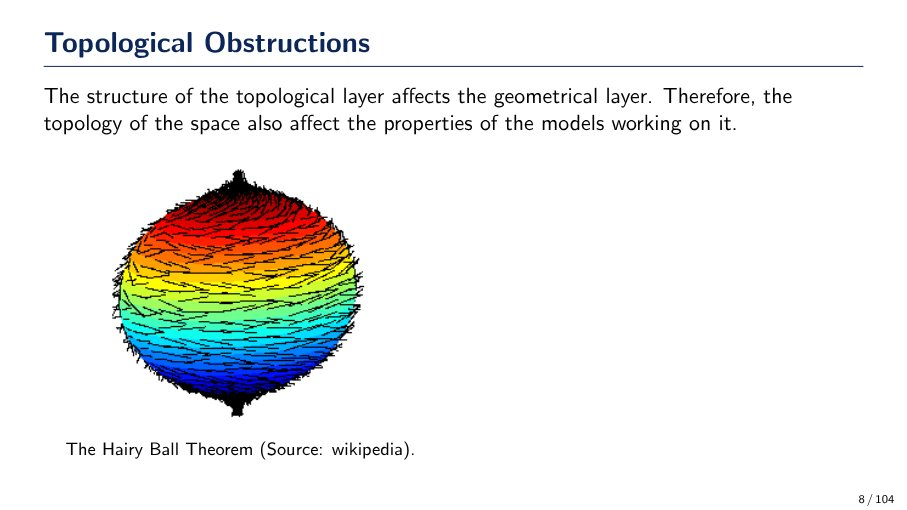 Topological Obstructions
The structure of the topological layer affects the geometrical layer. Therefore, the
topology of the space also affect the properties of the models working on it.
The Hairy Ball Theorem (Source: wikipedia).
8 / 104